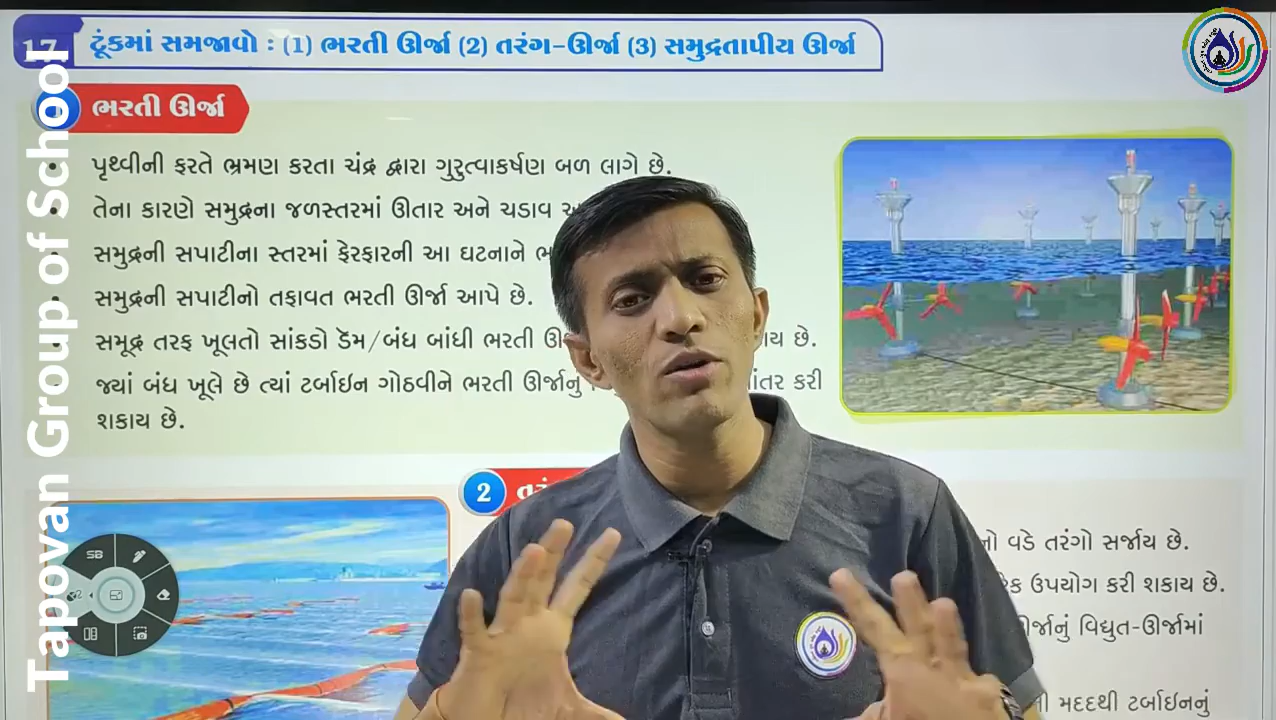 17 ટૂંકમાં સમજાવો : (1) ભરતી ઊર્જા (2) તરંગ-ઊર્જા (3) સમુદ્રતાપીય ઊર્જા
ભરતી ઊર્જા
• પૃથ્વીની ફરતે ભ્રમણ કરતા ચંદ્ર દ્વારા ગુરુત્વાકર્ષણ બળ લાગે છે.
• તેના કારણે સમુદ્રના જળસ્તરમાં ઊતાર અને ચડાવ
સમુદ્રની સપાટીના સ્તરમાં ફેરફારની આ ઘટનાને
સમુદ્રની સપાટીનો તફાવત ભરતી ઊર્જા આપે છે.
સમૂદ્ર તરફ ખૂલતો સાંકડો ડૅમ/બંધ બાંધી ભરતી છે.
જ્યાં બંધ ખૂલે છે ત્યાં ટર્બાઇન ગોઠવીને ભરતી ઊર્જાનું કરી
શકાય છે.
2
વડે તરંગો સર્જાય છે.
ઉપયોગ કરી શકાય છે.
વિદ્યુત-ઊર્જામાં
મદદથી ટર્બાઇનનું
SB
Tapovan Group of School